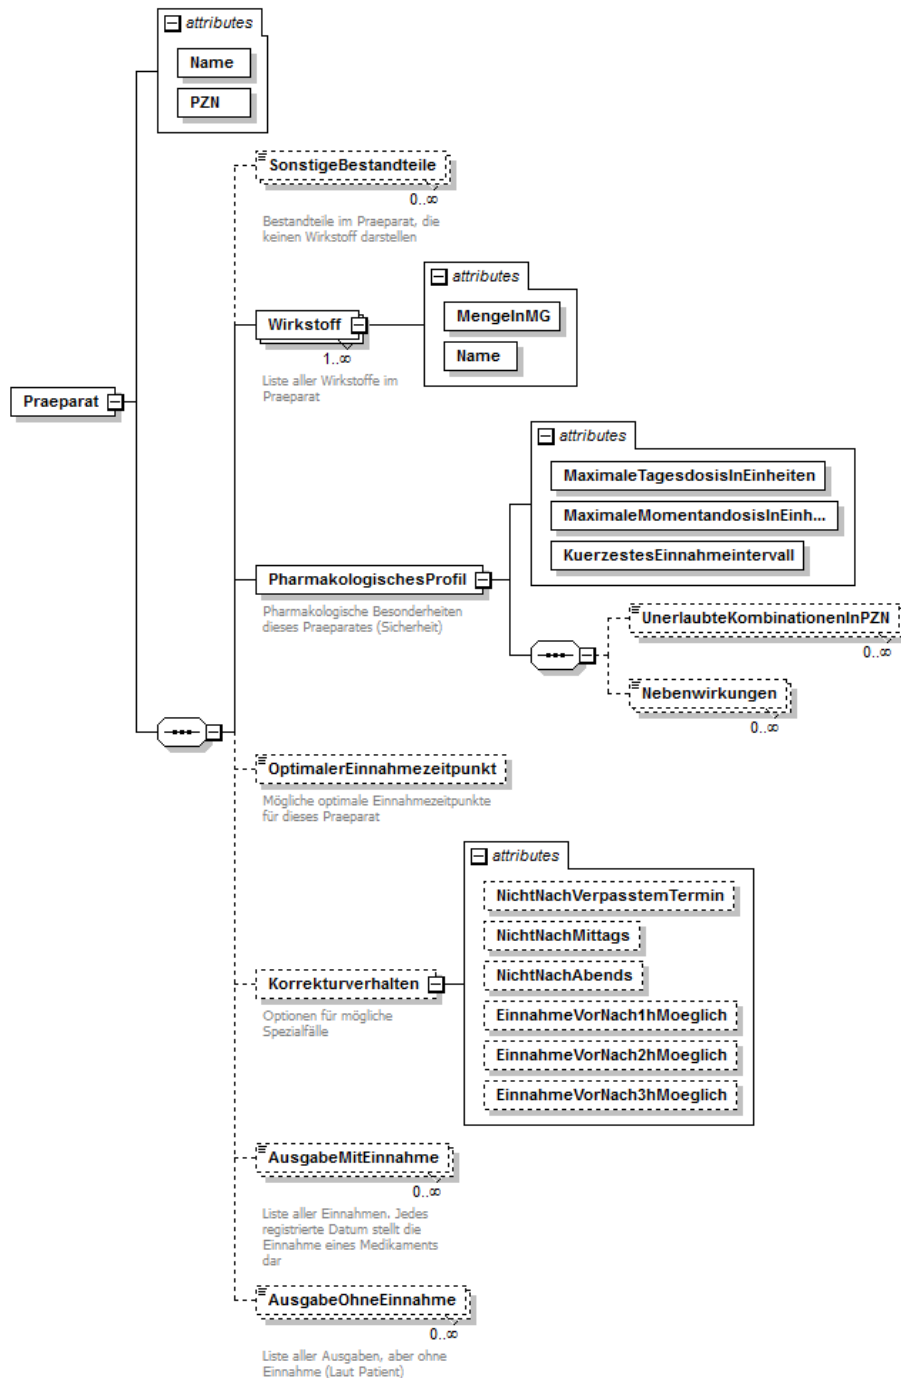 attributes
Name
PZN
SonstigeBestandteile
0..∞
Bestandteile im Praeparat, die
keinen Wirkstoff darstellen
attributes
MengeInMG
Name
Wirkstoff
1..∞
Liste aller Wirkstoffe im
Praeparat
Praeparat
attributes
MaximaleTagesdosisInEinheiten
MaximaleMomentandosisInEinh...
KuerzestesEinnahmeintervall
PharmakologischesProfil
Pharmakologische Besonderheiten
dieses Praeparates (Sicherheit)
UnerlaubteKombinationenInPZN
0..∞
Nebenwirkungen
0..∞
OptimalerEinnahmezeitpunkt
Mögliche optimale Einnahmezeitpunkte
für dieses Praeparat
attributes
NichtNachVerpasstemTermin
NichtNachMittags
NichtNachAbends
EinnahmeVorNach1hMoeglich
EinnahmeVorNach2hMoeglich
EinnahmeVorNach3hMoeglich
Korrekturverhalten
Optionen für mögliche
Spezialfälle
AusgabeMitEinnahme
0..∞
Liste aller Einnahmen. Jedes
registrierte Datum stellt die
Einnahme eines Medikaments
dar
AusgabeOhneEinnahme
0..∞
Liste aller Ausgaben, aber ohne
Einnahme (Laut Patient)